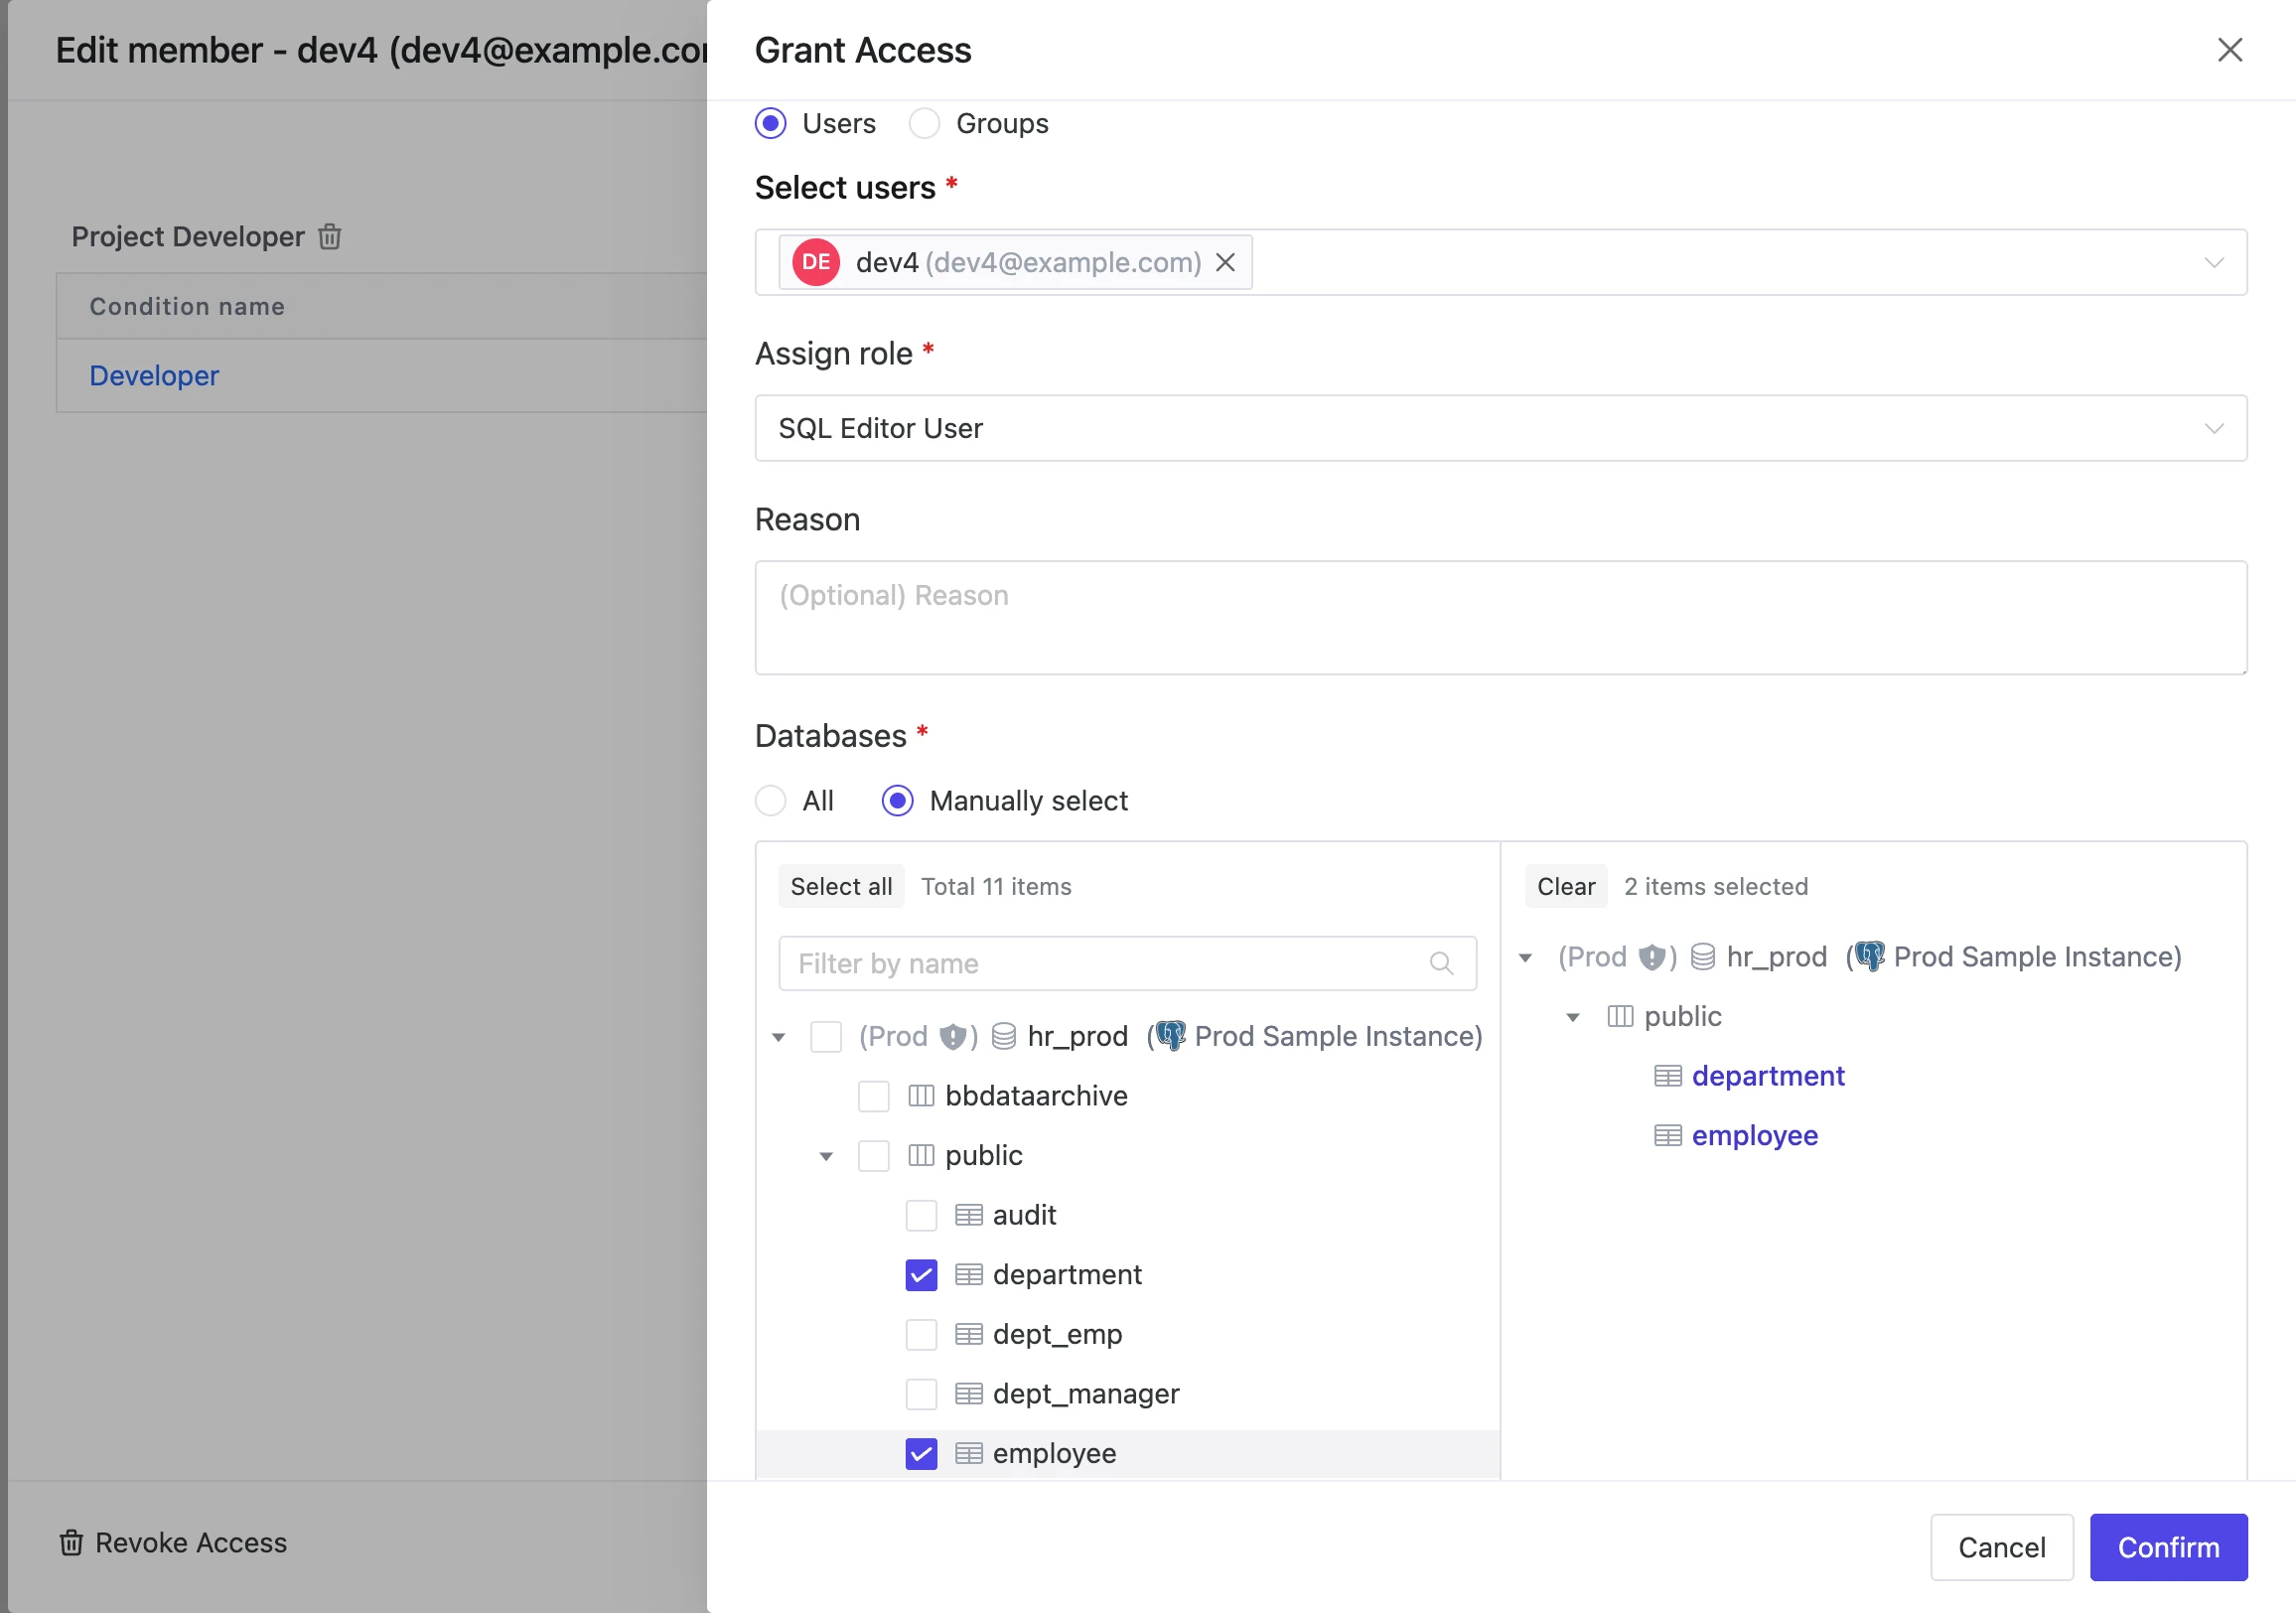 Edit member - dev4 (dev4@example.com
Project Developer
Condition name
Developer
Revoke Access
Grant Access
Users Groups
Select users *
DE dev4 (dev4@example.com)
Assign role *
SQL Editor User
Reason
(Optional) Reason
Databases *
All Manually select
Select all Total 11 items
Filter by name
(Prod) hr_prod (Prod Sample Instance)
bbdataarchive
public
audit
department
dept_emp
dept_manager
employee
Clear 2 items selected
(Prod) hr_prod (Prod Sample Instance)
public
department
employee
Cancel Confirm